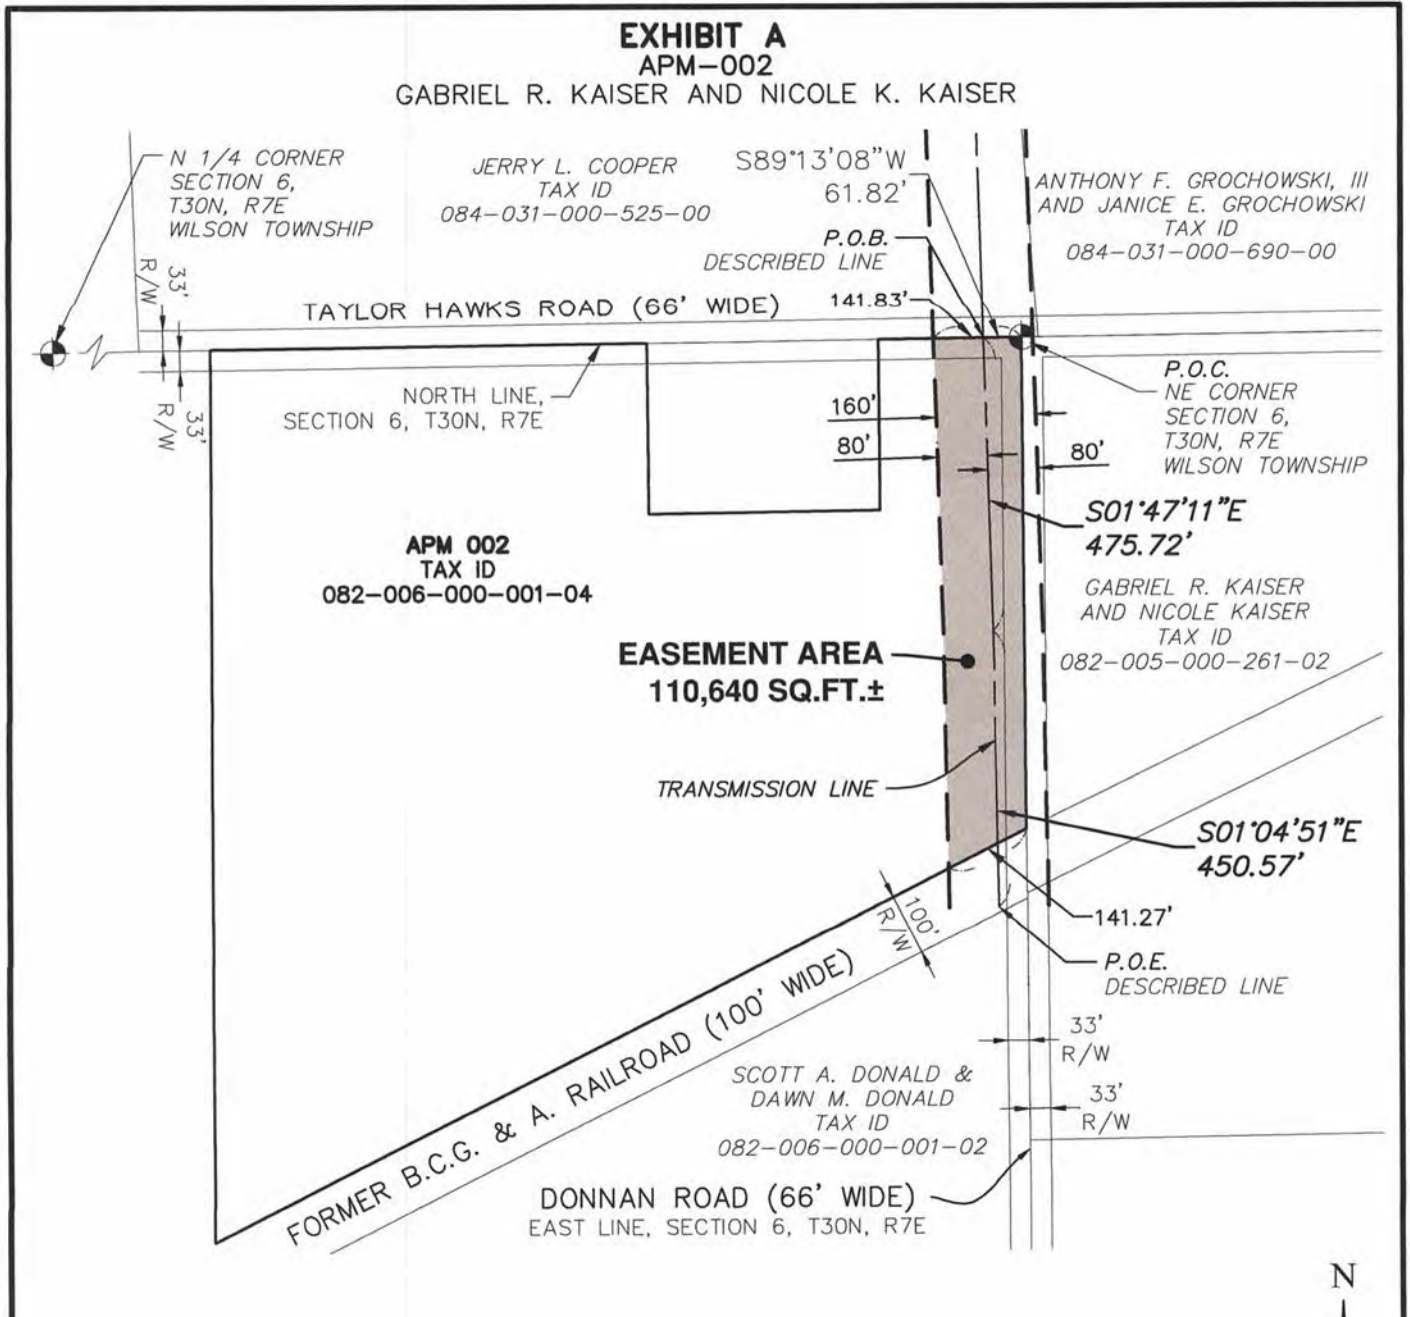 EXHIBIT A
APM-002
GABRIEL R. KAISER AND NICOLE K. KAISER
N 1/4 CORNER
SECTION 6,
T30N, R7E
WILSON TOWNSHIP
JERRY L. COOPER
TAX ID
084-031-000-525-00
S89°13'08"W
61.82'
P.O.B.
DESCRIBED LINE
ANTHONY F. GROCHOWSKI, III
AND JANICE E. GROCHOWSKI
TAX ID
084-031-000-690-00
33'
R/W
TAYLOR HAWKS ROAD (66' WIDE)
141.83'
33'
R/W
NORTH LINE,
SECTION 6, T30N, R7E
160'
80'
80'
P.O.C.
NE CORNER
SECTION 6,
T30N, R7E
WILSON TOWNSHIP
S01°47'11"E
475.72'
APM 002
TAX ID
082-006-000-001-04
GABRIEL R. KAISER
AND NICOLE KAISER
TAX ID
082-005-000-261-02
EASEMENT AREA
110,640 SQ.FT.±
TRANSMISSION LINE
S01°04'51"E
450.57'
100'
R/W
141.27'
P.O.E.
DESCRIBED LINE
FORMER B.C.G. & A. RAILROAD (100' WIDE)
33'
R/W
33'
R/W
SCOTT A. DONALD &
DAWN M. DONALD
TAX ID
082-006-000-001-02
DONNAN ROAD (66' WIDE)
EAST LINE, SECTION 6, T30N, R7E
N